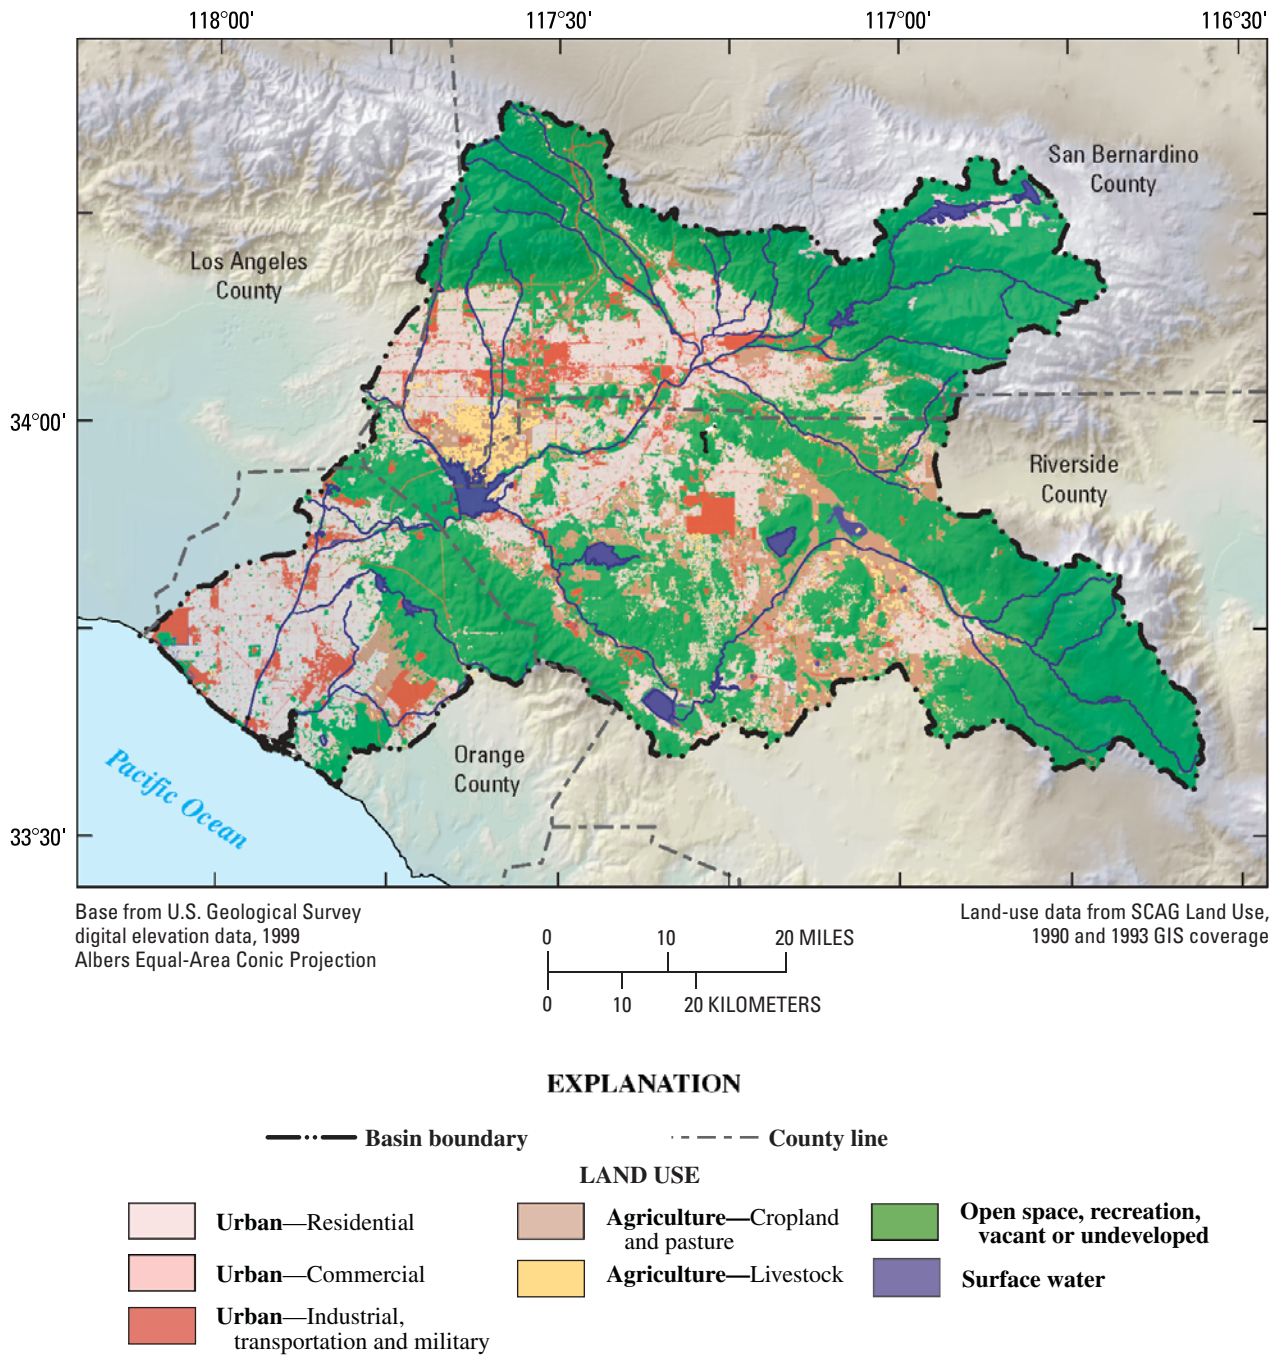 118°00'
117°30'
117°00'
116°30'
San Bernardino
County
Los Angeles
County
34°00'
Riverside
County
Orange
County
Pacific Ocean
33°30'
Base from U.S. Geological Survey
digital elevation data, 1999
Albers Equal-Area Conic Projection
Land-use data from SCAG Land Use,
1990 and 1993 GIS coverage
0 10 20 MILES
0 10 20 KILOMETERS
EXPLANATION
Basin boundary
County line
LAND USE
Urban—Residential
Urban—Commercial
Urban—Industrial,
transportation and military
Agriculture—Cropland
and pasture
Agriculture—Livestock
Open space, recreation,
vacant or undeveloped
Surface water